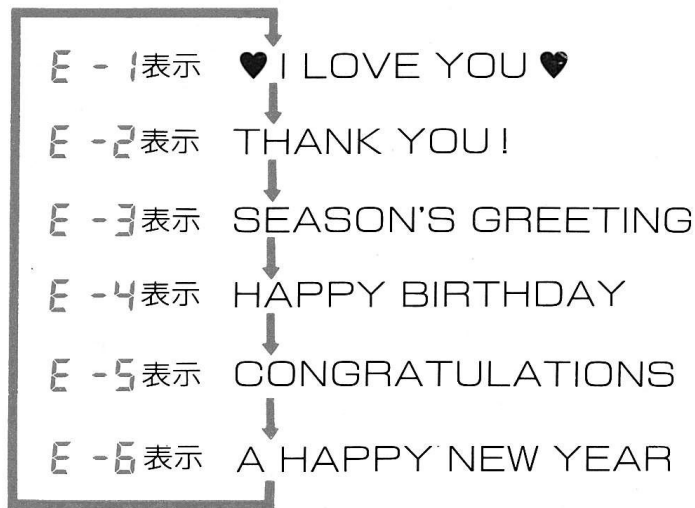 E - 1表示 ♥ I LOVE YOU ♥
E - 2表示 THANK YOU!
E - 3表示 SEASON'S GREETING
E - 4表示 HAPPY BIRTHDAY
E - 5表示 CONGRATULATIONS
E - 6表示 A HAPPY NEW YEAR